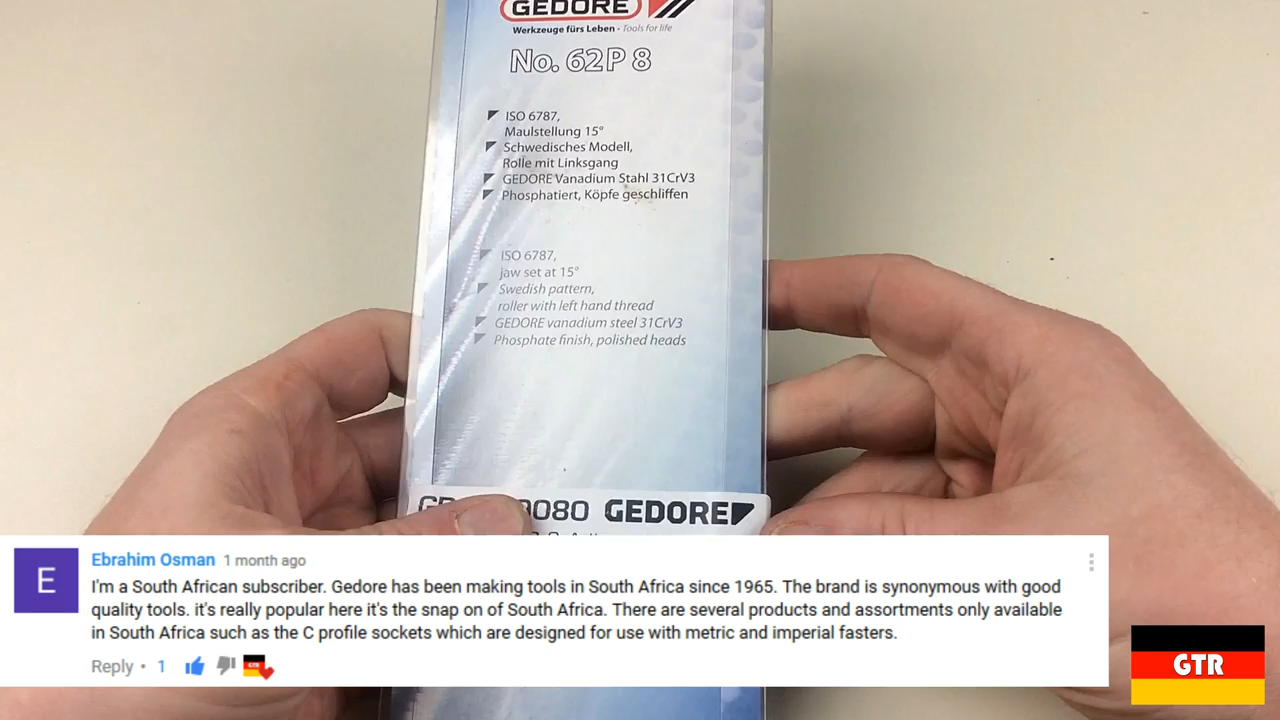 GEDORE
Werkzeuge fürs Leben · Tools for life
No. 62P 8
ISO 6787,
Maulstellung 15°
Schwedisches Modell,
Rolle mit Linksgang
GEDORE Vanadium Stahl 31CrV3
Phosphatiert, Köpfe geschliffen
ISO 6787,
jaw set at 15°
Swedish pattern,
roller with left hand thread
GEDORE vanadium steel 31CrV3
Phosphate finish, polished heads
GEDORE
E
Ebrahim Osman 1 month ago
I'm a South African subscriber. Gedore has been making tools in South Africa since 1965. The brand is synonymous with good
quality tools. it's really popular here it's the snap on of South Africa. There are several products and assortments only available
in South Africa such as the C profile sockets which are designed for use with metric and imperial fasters.
Reply · 1
GTR